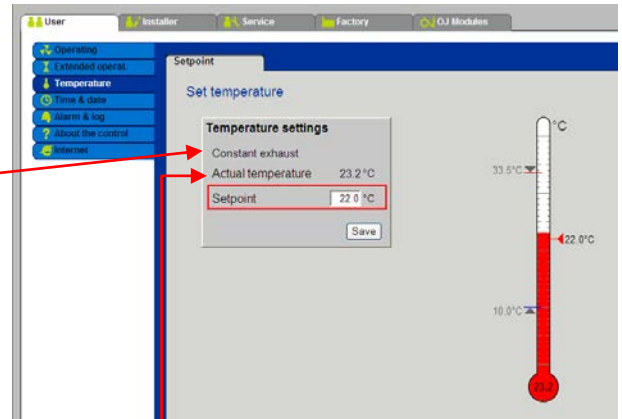 User Installer Service Factory OJ Modules
Operating
Extended operat.
Temperature
Time & date
Alarm & log
About the control
Internet
Setpoint
Set temperature
Temperature settings
Constant exhaust
Actual temperature 23.2 °C
Setpoint 22.0 °C
Save
°C
33.5°C
22.0°C
10.0°C
23.2